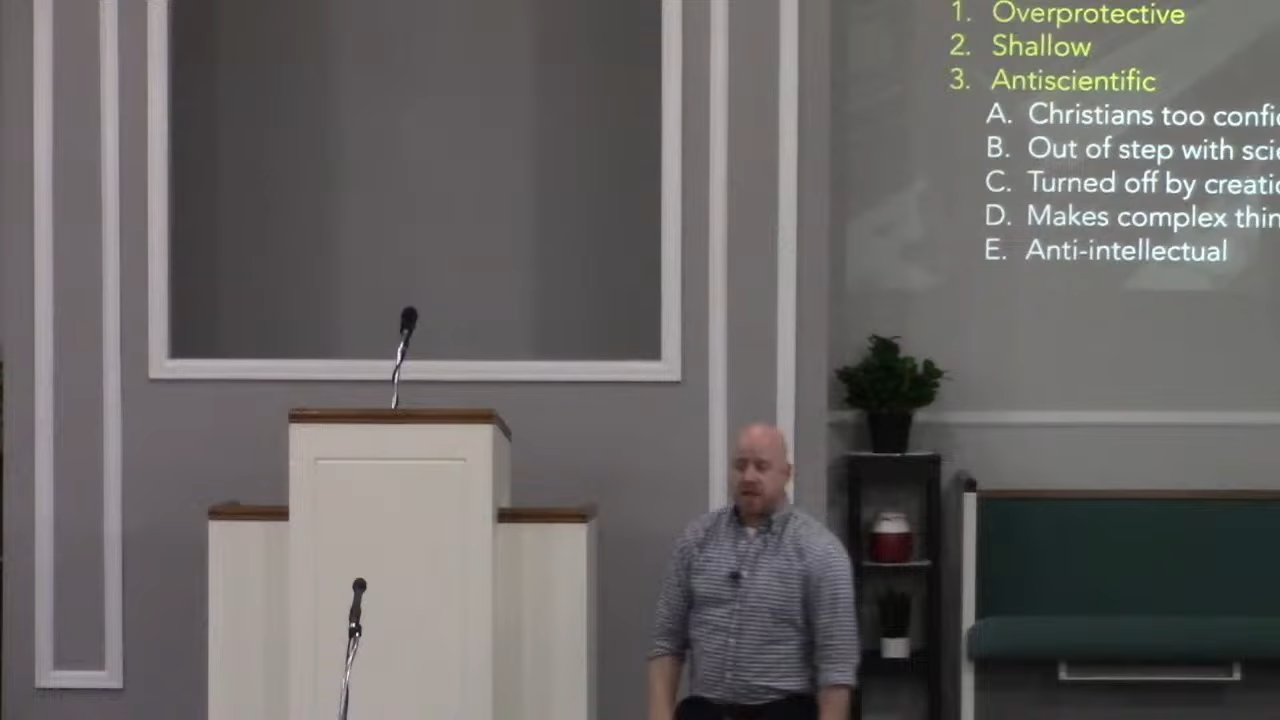 1. Overprotective
2. Shallow
3. Antiscientific
A. Christians too
B. Out of step with
C. Turned off by
D. Makes complex
E. Anti-intellectual